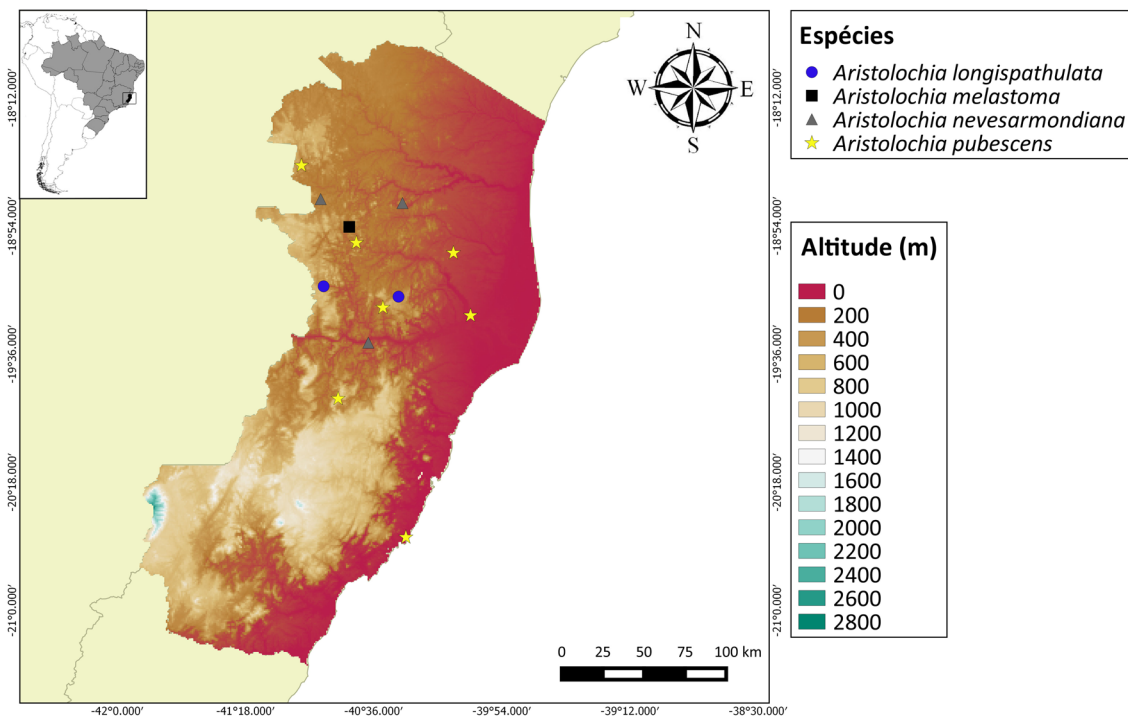 N
W
E
S
Espécies
Aristolochia longispathulata
Aristolochia melastoma
Aristolochia nevesarmondiana
Aristolochia pubescens
Altitude (m)
0
200
400
600
800
1000
1200
1400
1600
1800
2000
2200
2400
2600
2800
-18°12.000'
-18°54.000'
-19°36.000'
-20°18.000'
-21°0.000'
-18°12.000'
-18°54.000'
-19°36.000'
-20°18.000'
-21°0.000'
0 25 50 75 100 km
-42°0.000' -41°18.000' -40°36.000' -39°54.000' -39°12.000' -38°30.000'